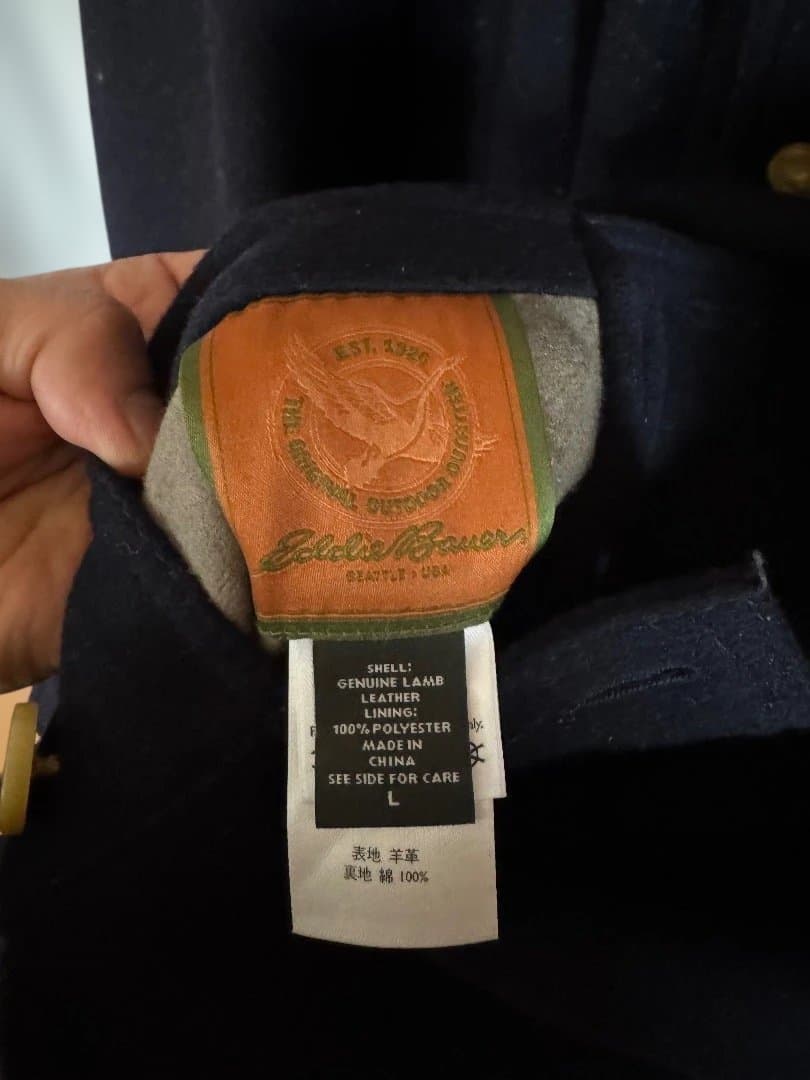 EST. 1920
THE ORIGINAL OUTDOOR OUTFITTER
Eddie Bauer
SEATTLE, USA
SHELL:
GENUINE LAMB
LEATHER
LINING:
100% POLYESTER
MADE IN
CHINA
SEE SIDE FOR CARE
L
nly.
表地 羊革
裏地 綿 100%